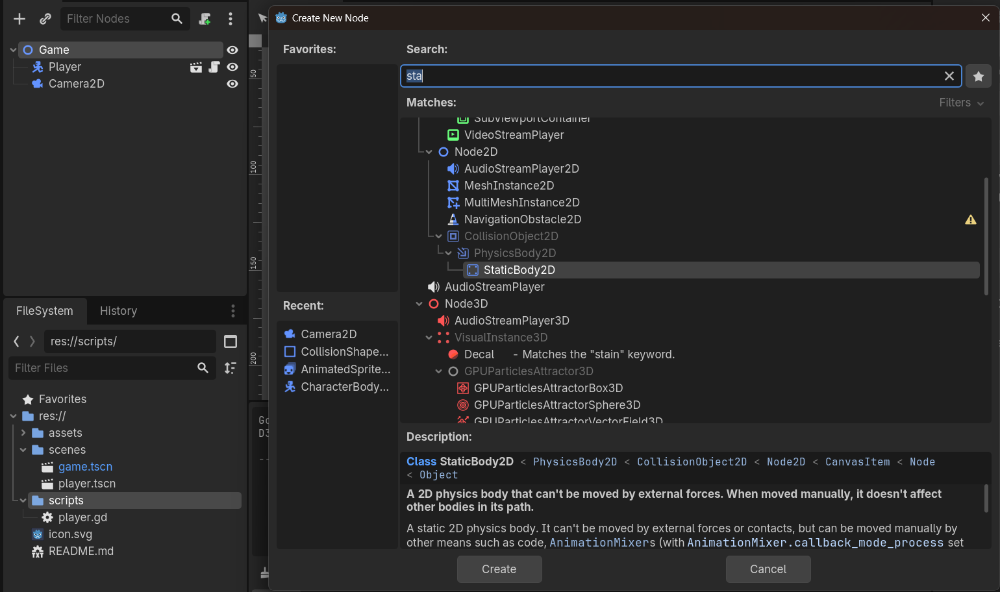 Filter Nodes
Game
Player
Camera2D
FileSystem
History
res://scripts/
Filter Files
Favorites
res://
assets
scenes
game.tscn
player.tscn
scripts
player.gd
icon.svg
README.md
50
100
150
200
Go
D3
--
Create New Node
Favorites:
Recent:
Camera2D
CollisionShape...
AnimatedSprite...
CharacterBody...
Search:
sta
Matches:
Filters
SubViewportContainer
VideoStreamPlayer
Node2D
AudioStreamPlayer2D
MeshInstance2D
MultiMeshInstance2D
NavigationObstacle2D
CollisionObject2D
PhysicsBody2D
StaticBody2D
AudioStreamPlayer
Node3D
AudioStreamPlayer3D
VisualInstance3D
Decal - Matches the "stain" keyword.
GPUParticlesAttractor3D
GPUParticlesAttractorBox3D
GPUParticlesAttractorSphere3D
GPUParticlesAttractorVectorField3D
Description:
Class StaticBody2D < PhysicsBody2D < CollisionObject2D < Node2D < CanvasItem < Node
< Object
A 2D physics body that can't be moved by external forces. When moved manually, it doesn't affect
other bodies in its path.
A static 2D physics body. It can't be moved by external forces or contacts, but can be moved manually by
other means such as code, AnimationMixers (with AnimationMixer.callback_mode_process set
Create
Cancel